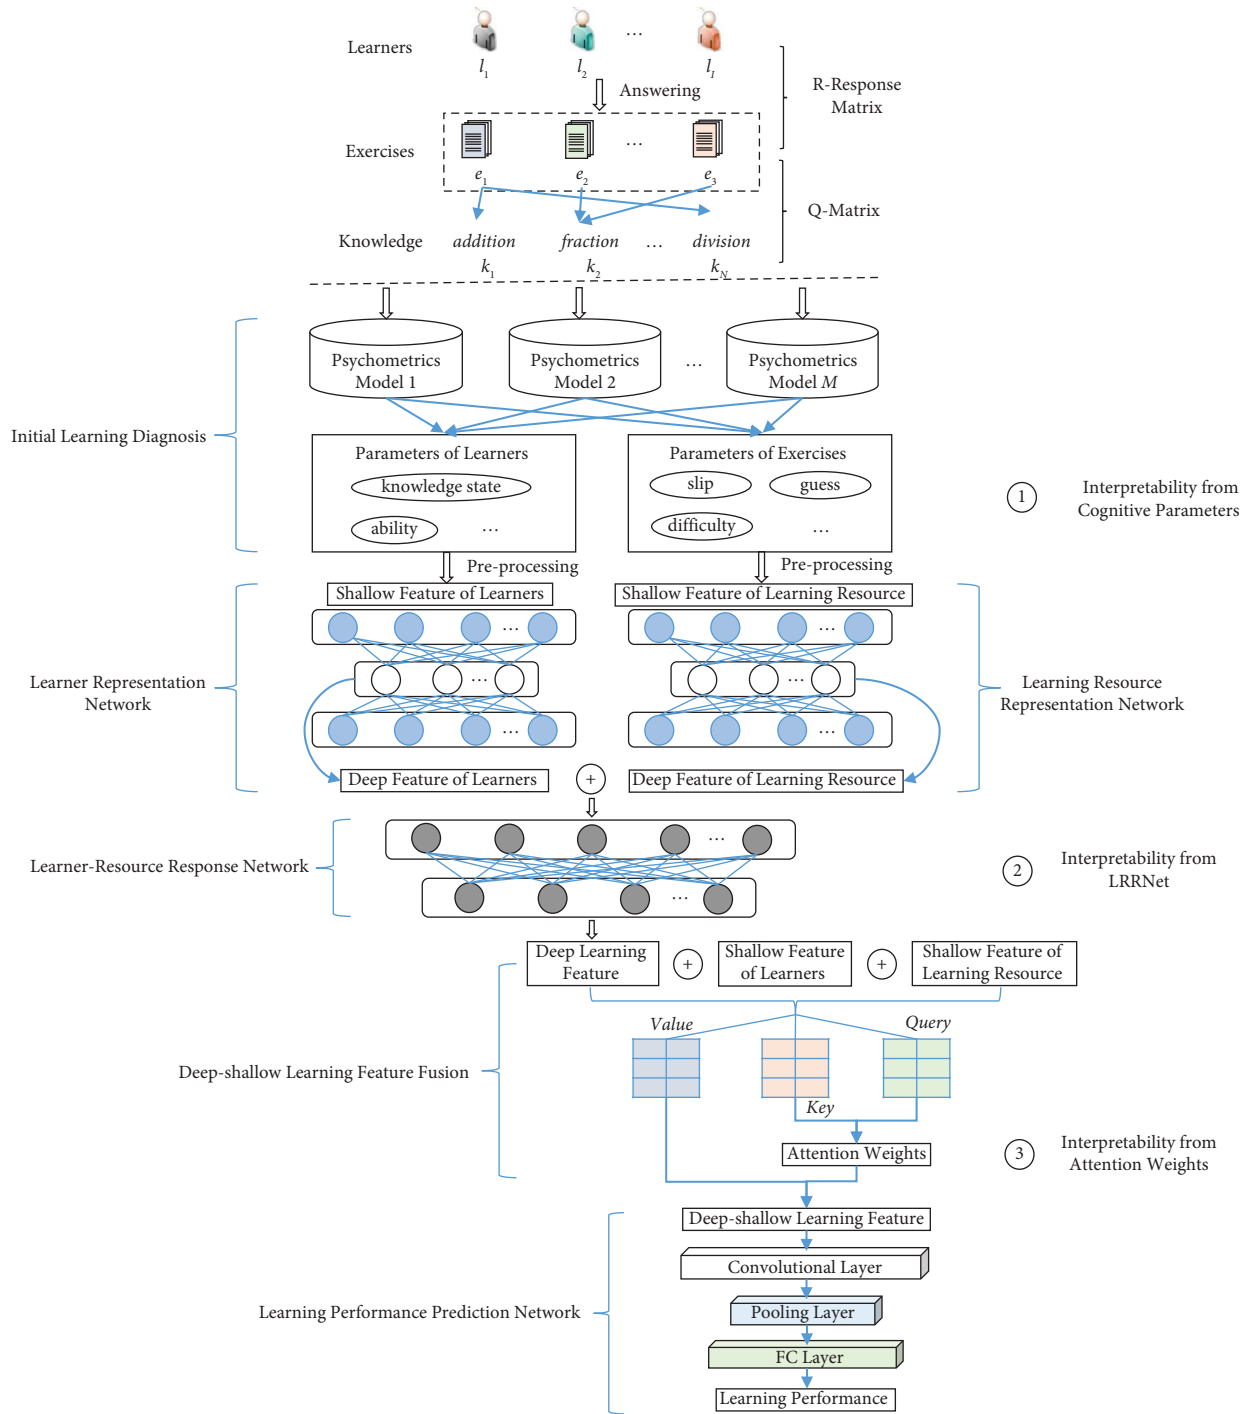 Learners
...
l1
l2
lI
Answering
R-Response
Matrix
Exercises
...
e1
e2
e3
Q-Matrix
Knowledge
addition
fraction
...
division
k1
k2
kN
Psychometrics
Model 1
Psychometrics
Model 2
...
Psychometrics
Model M
Initial Learning Diagnosis
Parameters of Learners
knowledge state
ability
...
Parameters of Exercises
slip
guess
difficulty
...
1
Interpretability from
Cognitive Parameters
Pre-processing
Pre-processing
Shallow Feature of Learners
Shallow Feature of Learning Resource
...
...
Learner Representation
Network
...
...
Learning Resource
Representation Network
...
...
Deep Feature of Learners
+
Deep Feature of Learning Resource
...
Learner-Resource Response Network
2
Interpretability from
LRRNet
...
Deep Learning
Feature
+
Shallow Feature
of Learners
+
Shallow Feature of
Learning Resource
Value
Query
Deep-shallow Learning Feature Fusion
Key
Attention Weights
3
Interpretability from
Attention Weights
Deep-shallow Learning Feature
Convolutional Layer
Learning Performance Prediction Network
Pooling Layer
FC Layer
Learning Performance